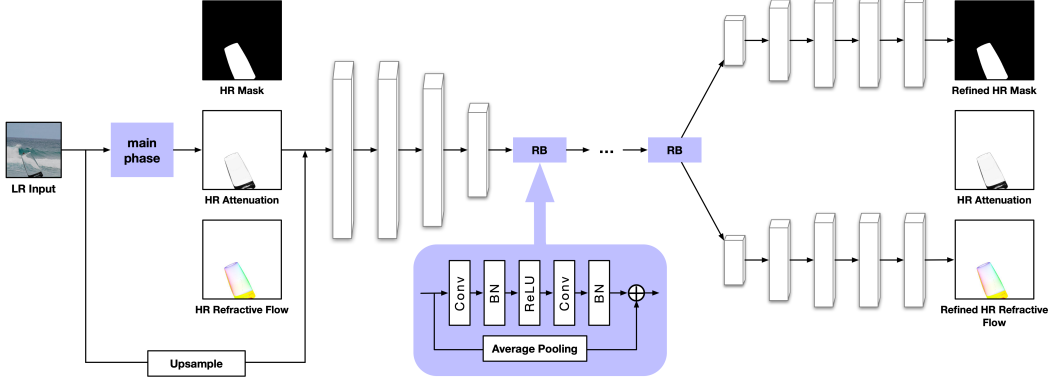 LR Input
main
phase
HR Mask
HR Attenuation
HR Refractive Flow
Upsample
RB
...
RB
Conv
BN
ReLU
Conv
BN
Average Pooling
Refined HR Mask
HR Attenuation
Refined HR Refractive
Flow